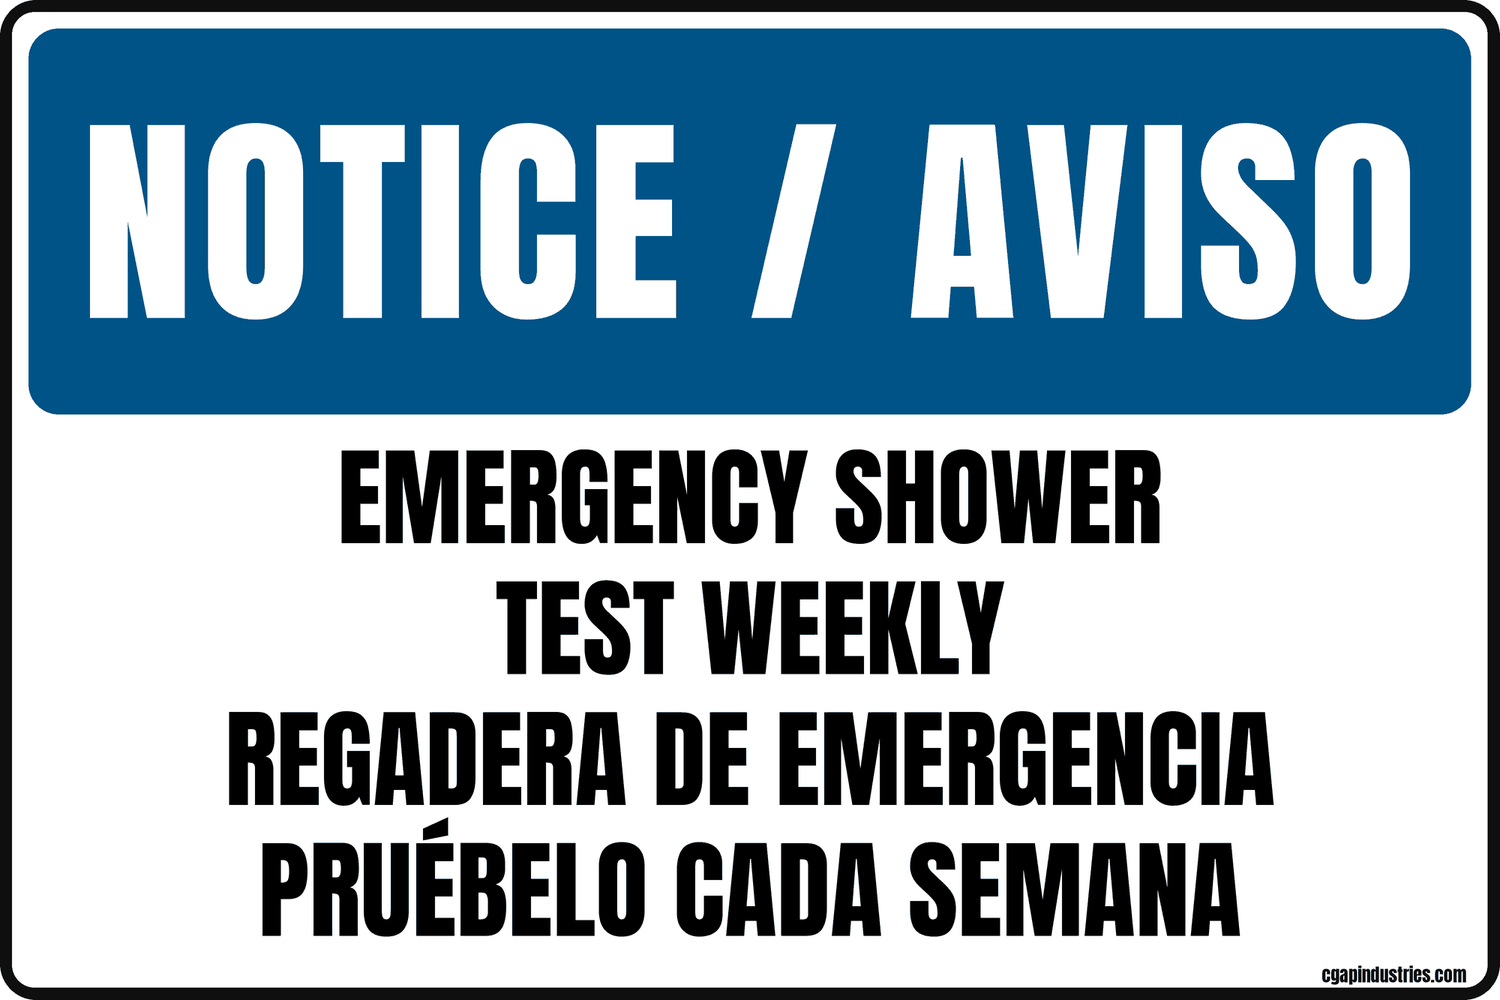 NOTICE / AVISO
EMERGENCY SHOWER
TEST WEEKLY
REGADERA DE EMERGENCIA
PRUÉBELO CADA SEMANA
cgapindustries.com